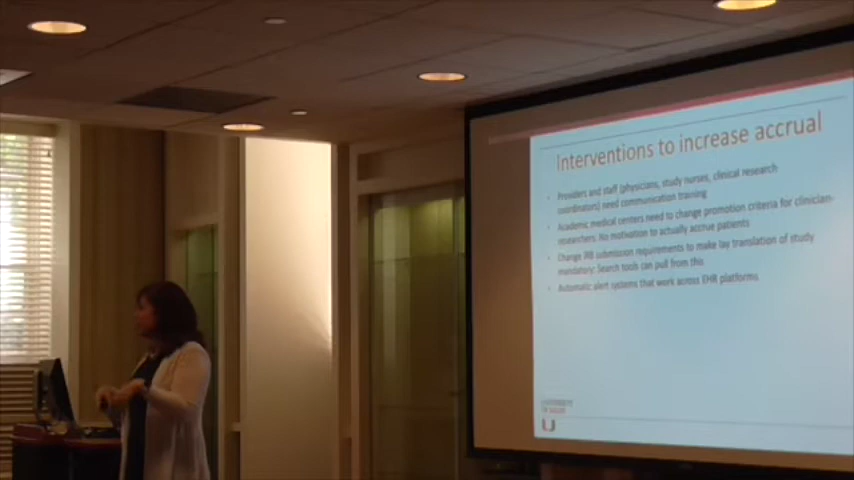 Interventions to increase accrual
• Providers and staff (physicians, study nurses, clinical research
coordinators) need communication training
• Academic medical centers need to change promotion criteria for clinician-
researchers. No motivation to actually accrue patients
• Change IRB submission requirements to make lay translation of study
mandatory: Search tools can pull from this
• Automatic alert systems that work across EHR platforms
UNIVERSITY
U